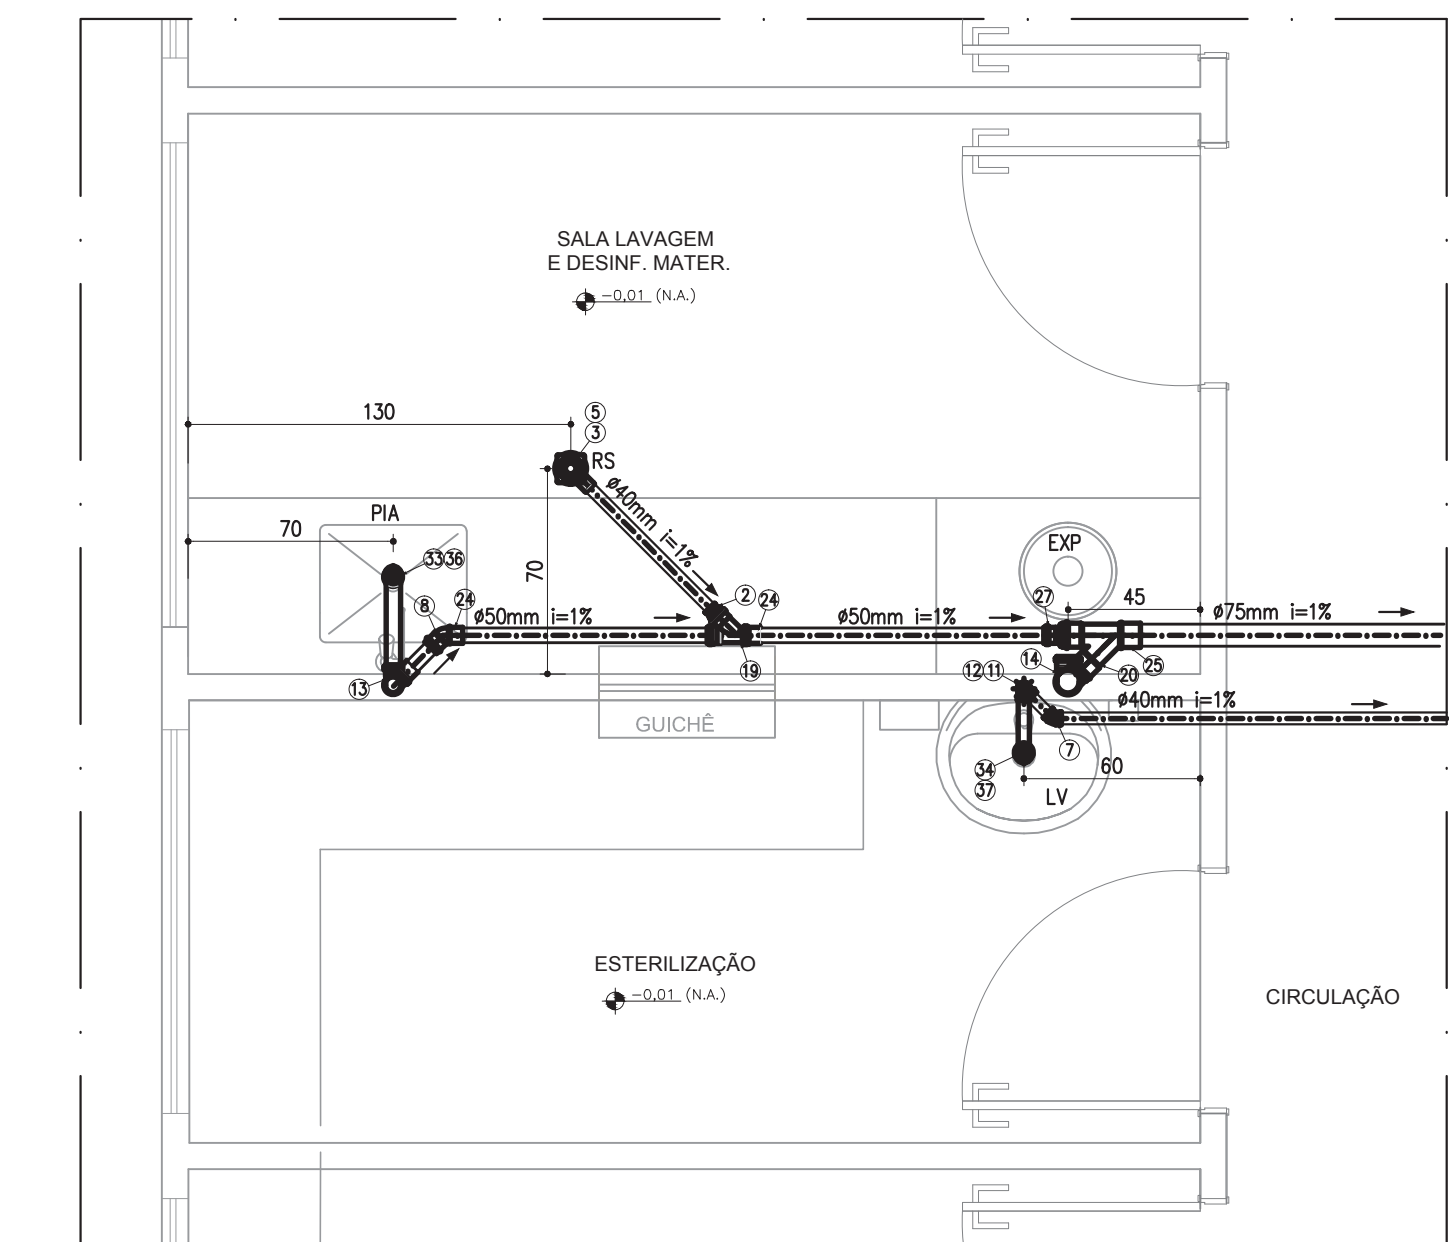 SALA LAVAGEM
E DESINF. MATER.
-0,01 (N.A.)
130
5
3
RS
ø40mm i=1%
70
PIA
33 36
70
EXP
8
24
ø50mm i=1%
2
24
ø50mm i=1%
27
45
ø75mm i=1%
13
19
14
20
25
12 11
ø40mm i=1%
GUICHÊ
7
34
37
60
LV
ESTERILIZAÇÃO
-0,01 (N.A.)
CIRCULAÇÃO